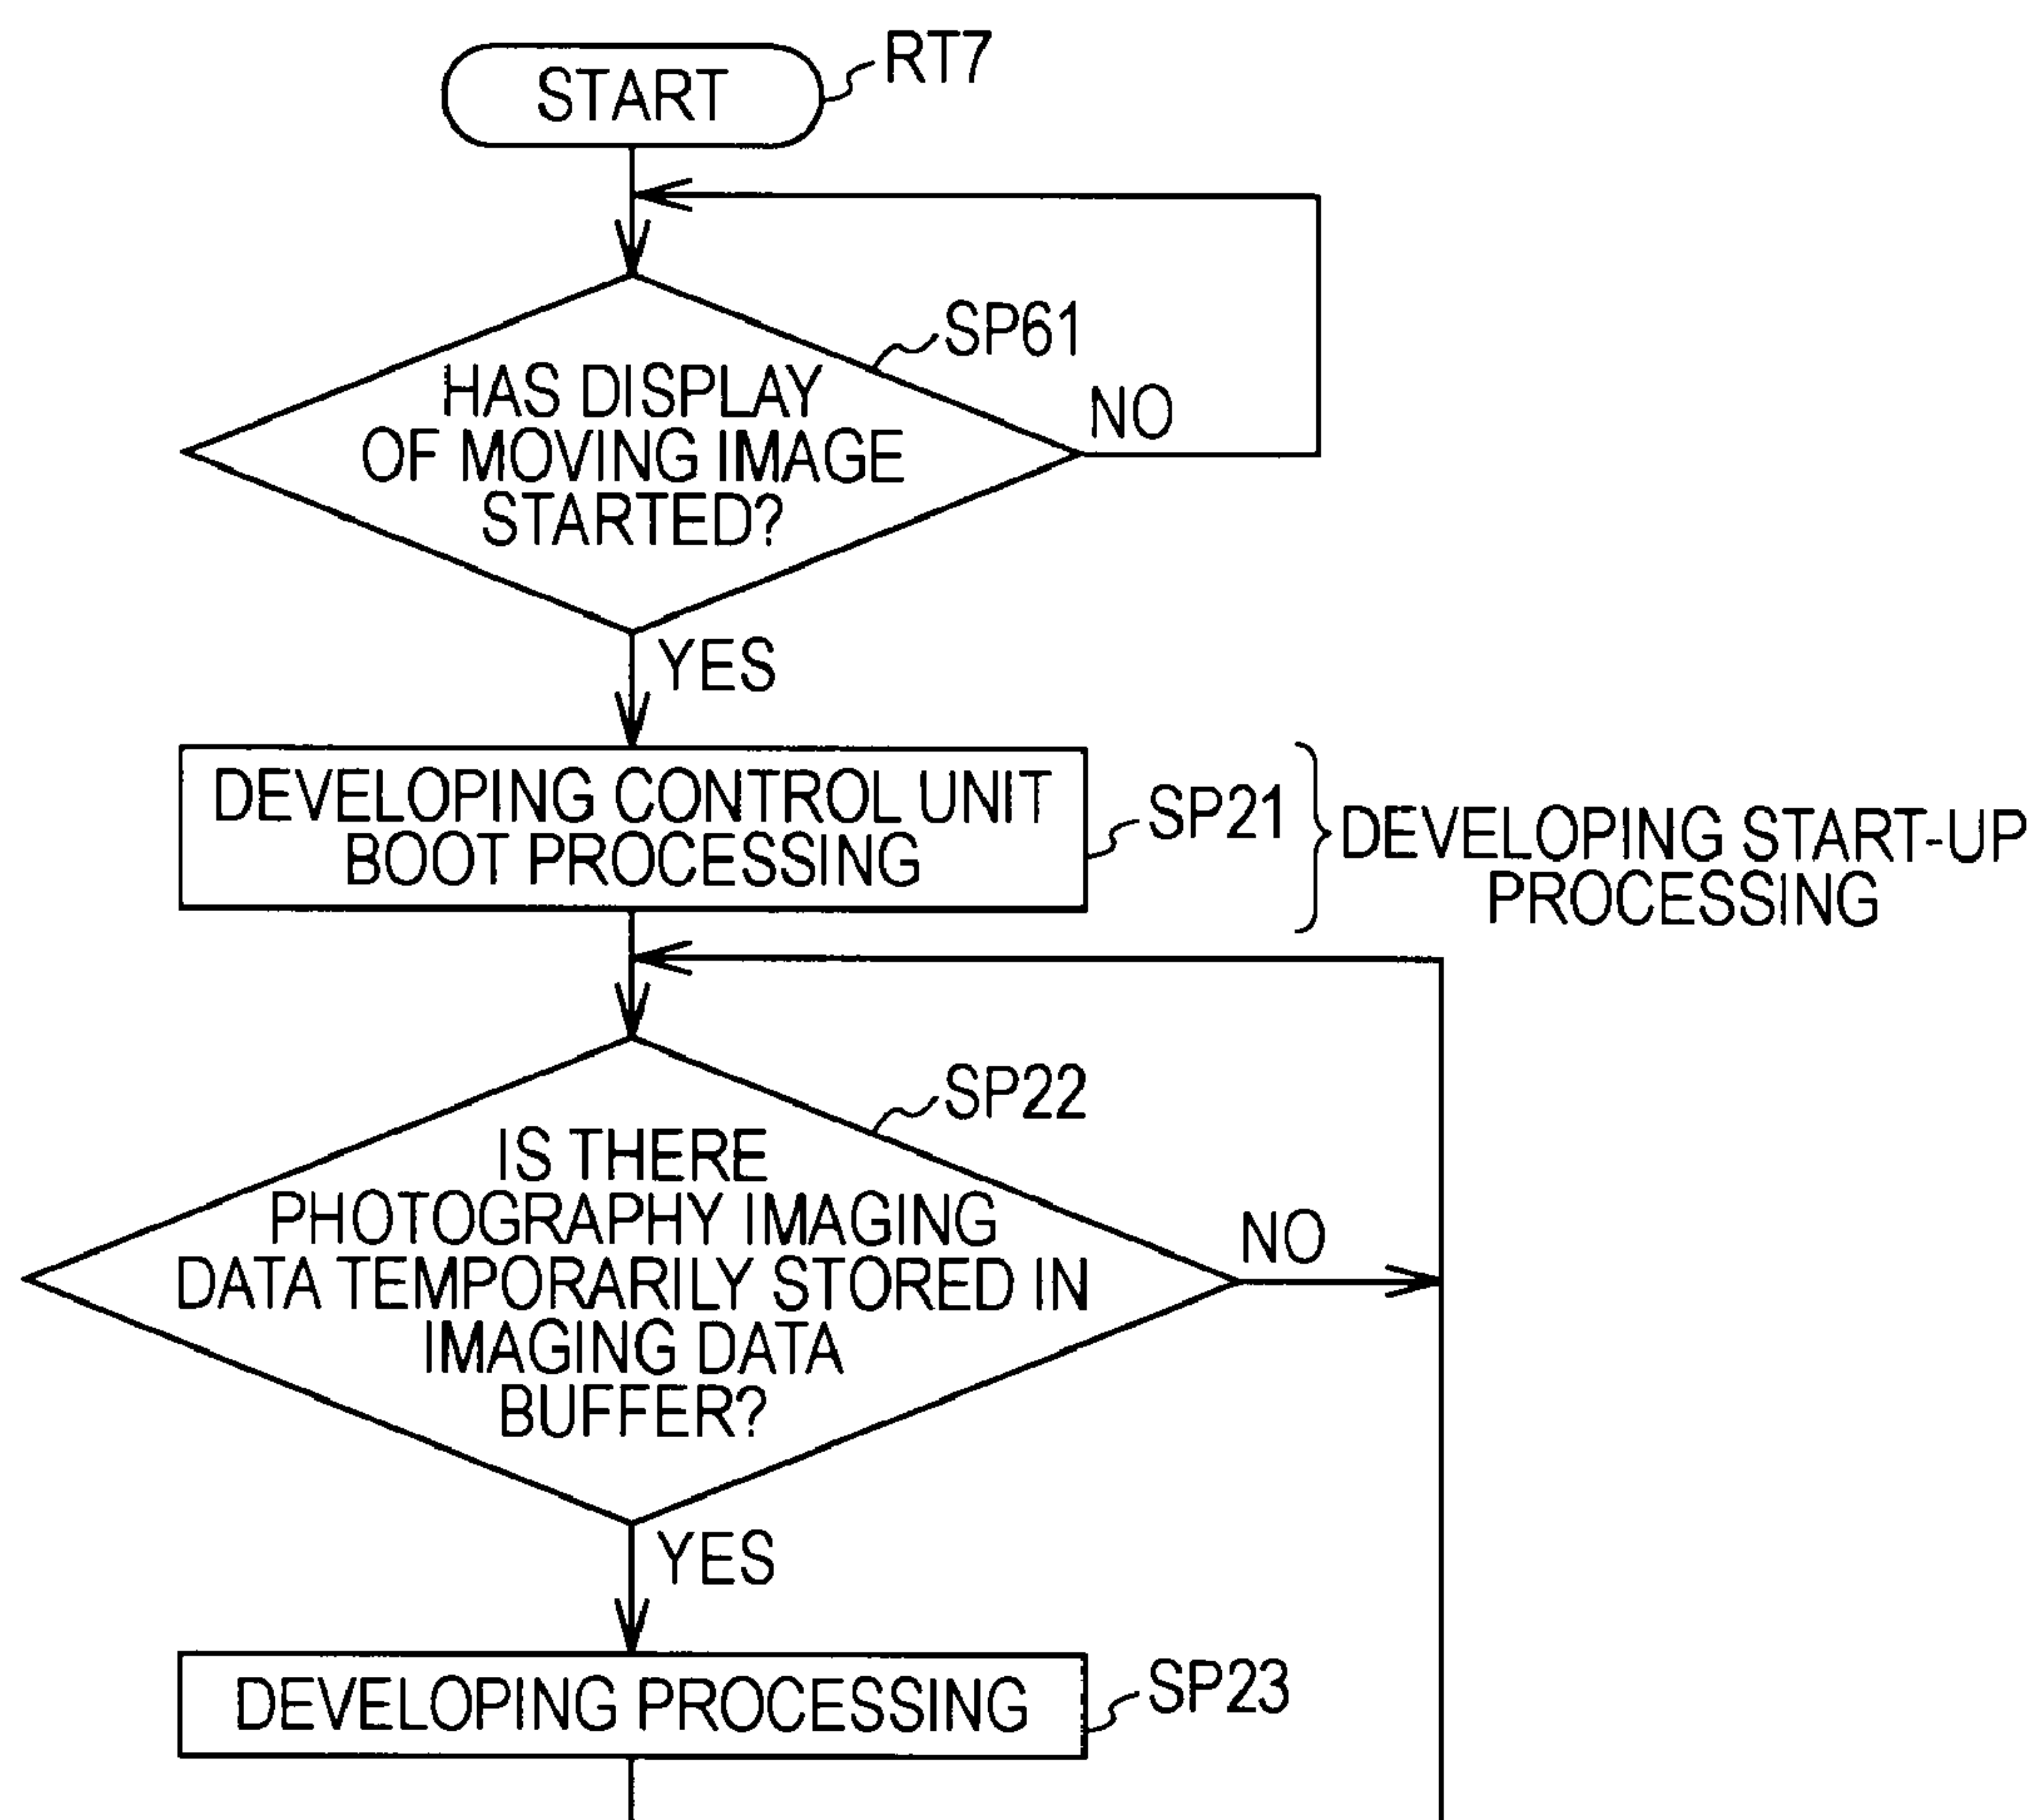 START
RT7
SP61
HAS DISPLAY
OF MOVING IMAGE
STARTED?
NO
YES
DEVELOPING CONTROL UNIT
BOOT PROCESSING
SP21
DEVELOPING START-UP
PROCESSING
SP22
IS THERE
PHOTOGRAPHY IMAGING
DATA TEMPORARILY STORED IN
IMAGING DATA
BUFFER?
NO
YES
DEVELOPING PROCESSING
SP23